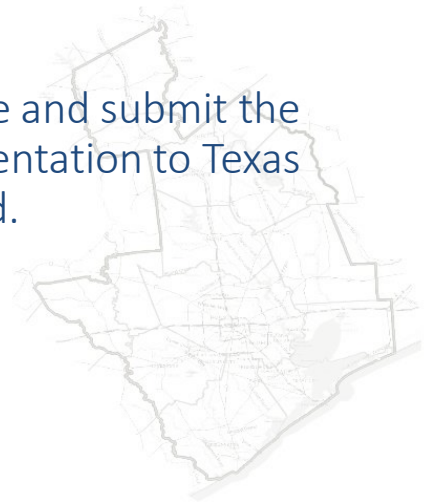 e and submit the
entation to Texas
d.